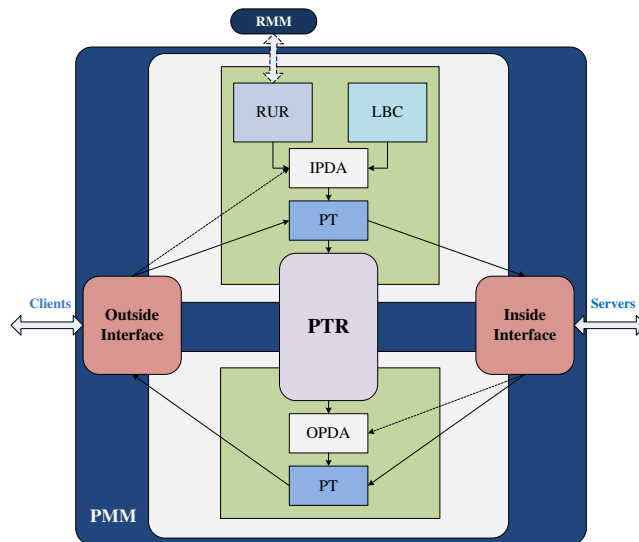 RMM
RUR
LBC
IPDA
PT
Clients
Outside
Interface
PTR
Inside
Interface
Servers
OPDA
PT
PMM